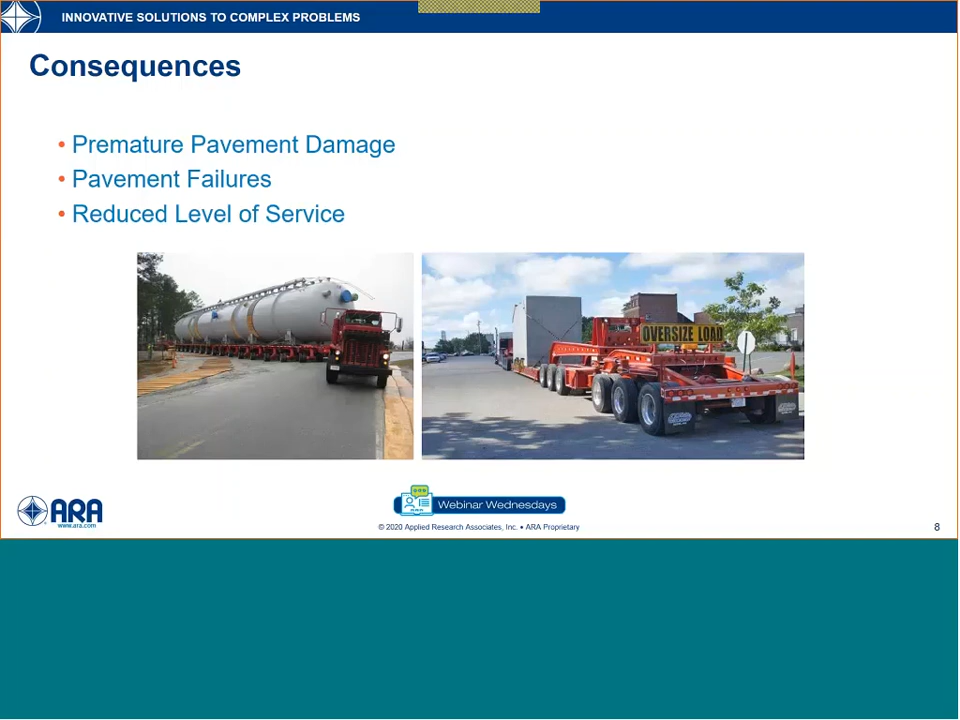 INNOVATIVE SOLUTIONS TO COMPLEX PROBLEMS
Consequences
• Premature Pavement Damage
• Pavement Failures
• Reduced Level of Service
OVERSIZE LOAD
ARA
www.ara.com
Webinar Wednesdays
© 2020 Applied Research Associates, Inc. • ARA Proprietary
8